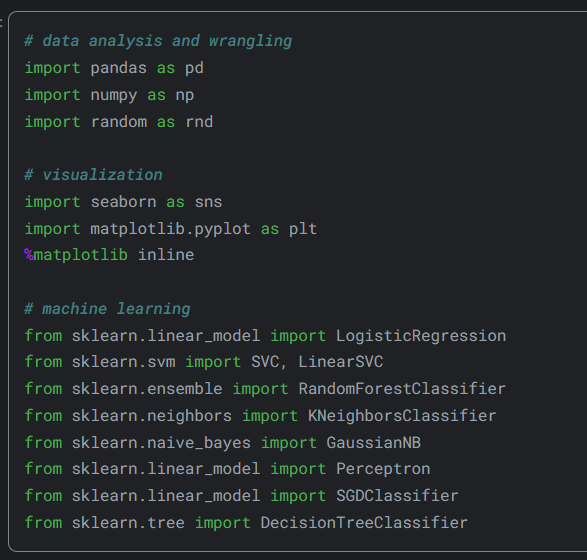 :
# data analysis and wrangling
import pandas as pd
import numpy as np
import random as rnd
# visualization
import seaborn as sns
import matplotlib.pyplot as plt
%matplotlib inline
# machine learning
from sklearn.linear_model import LogisticRegression
from sklearn.svm import SVC, LinearSVC
from sklearn.ensemble import RandomForestClassifier
from sklearn.neighbors import KNeighborsClassifier
from sklearn.naive_bayes import GaussianNB
from sklearn.linear_model import Perceptron
from sklearn.linear_model import SGDClassifier
from sklearn.tree import DecisionTreeClassifier